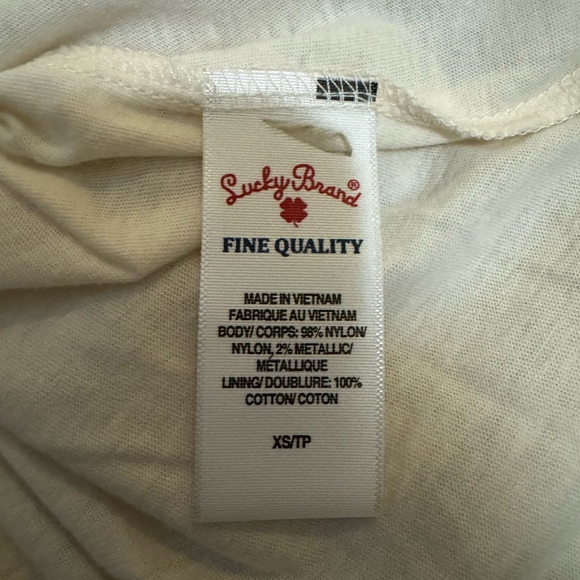 Lucky Brand®
FINE QUALITY
MADE IN VIETNAM
FABRIQUE AU VIETNAM
BODY/ CORPS: 98% NYLON/
NYLON, 2% METALLIC/
MÉTALLIQUE
LINING/ DOUBLURE: 100%
COTTON/ COTON
XS/TP